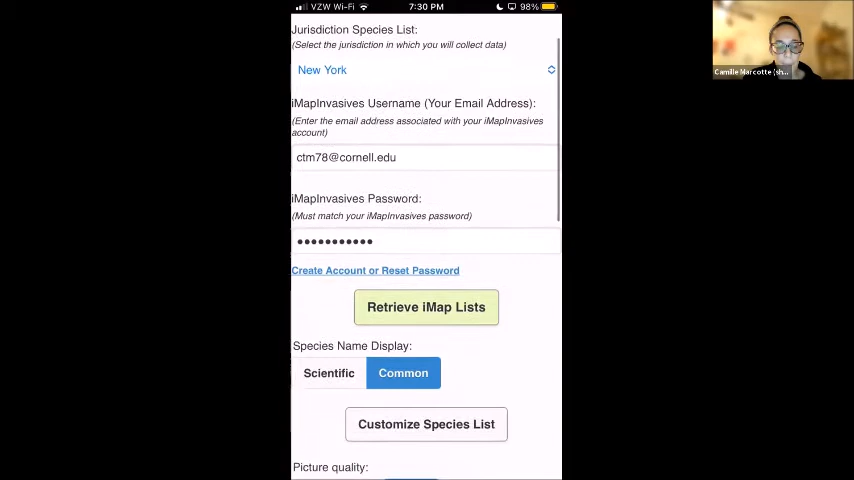 VZW Wi-Fi 7:30 PM 98%
Jurisdiction Species List:
(Select the jurisdiction in which you will collect data)
New York
iMapInvasives Username (Your Email Address):
(Enter the email address associated with your iMapInvasives
account)
ctm78@cornell.edu
iMapInvasives Password:
(Must match your iMapInvasives password)
•••••••••••
Create Account or Reset Password
Retrieve iMap Lists
Species Name Display:
Scientific Common
Customize Species List
Picture quality:
Camille Marcotte (sh...